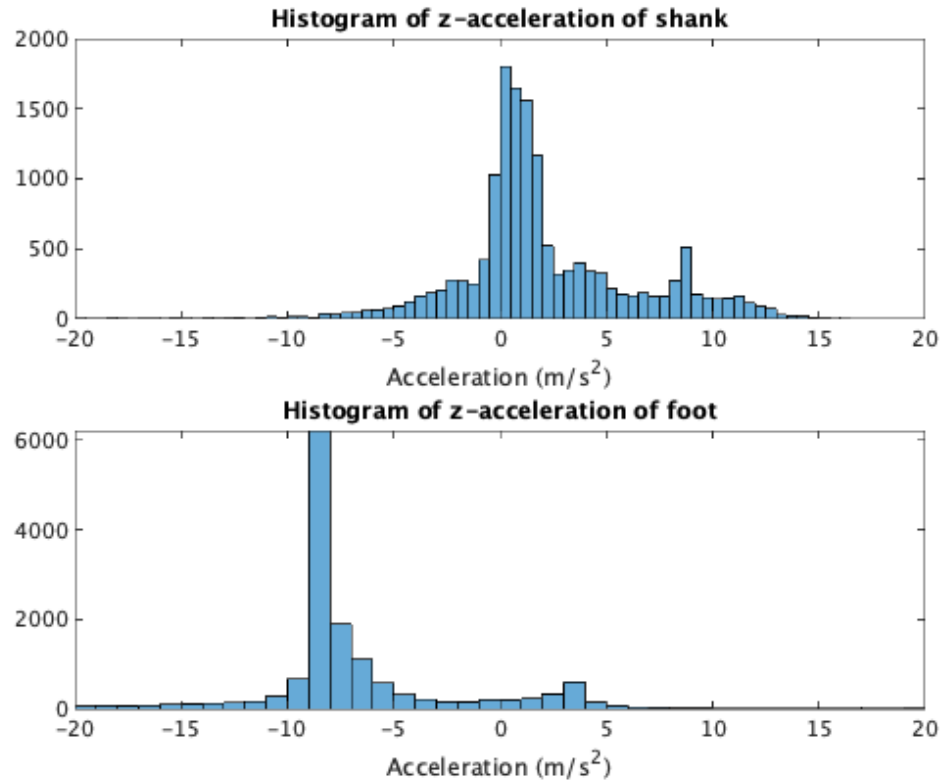 Histogram of z-acceleration of shank
2000
1500
1000
500
0
-20 -15 -10 -5 0 5 10 15 20
Acceleration (m/s²)
Histogram of z-acceleration of foot
6000
4000
2000
0
-20 -15 -10 -5 0 5 10 15 20
Acceleration (m/s²)